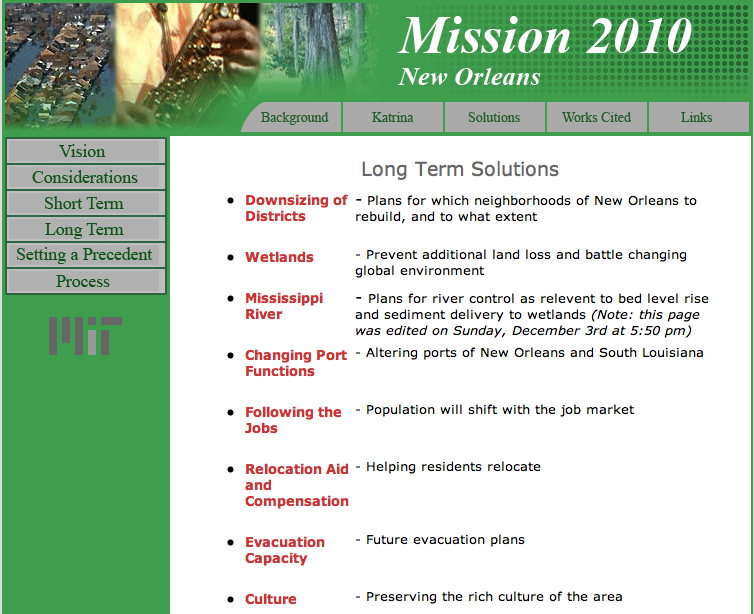 Mission 2010
New Orleans
Background
Katrina
Solutions
Works Cited
Links
Vision
Considerations
Short Term
Long Term
Setting a Precedent
Process
MIT
Long Term Solutions
Downsizing of
Districts
- Plans for which neighborhoods of New Orleans to
rebuild, and to what extent
Wetlands
- Prevent additional land loss and battle changing
global environment
Mississippi
River
- Plans for river control as relevent to bed level rise
and sediment delivery to wetlands (Note: this page
was edited on Sunday, December 3rd at 5:50 pm)
Changing Port
Functions
- Altering ports of New Orleans and South Louisiana
Following the
Jobs
- Population will shift with the job market
Relocation Aid
and
Compensation
- Helping residents relocate
Evacuation
Capacity
- Future evacuation plans
Culture
- Preserving the rich culture of the area